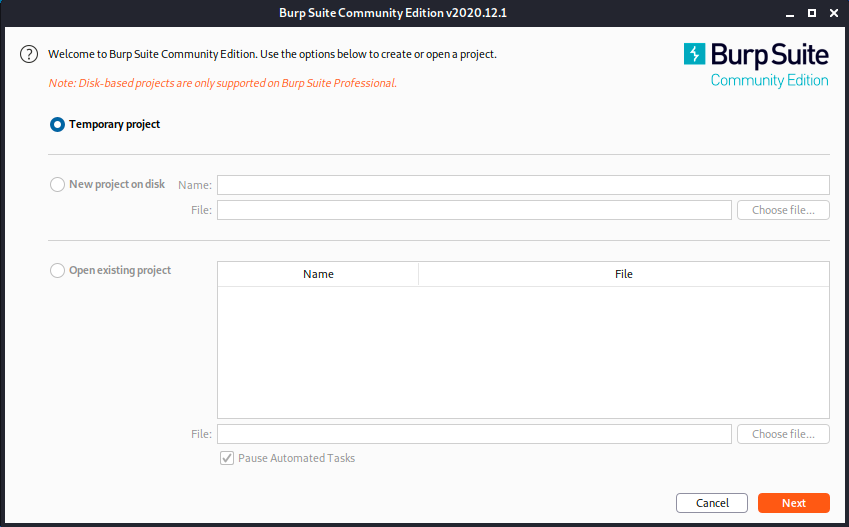 Burp Suite Community Edition v2020.12.1
? Welcome to Burp Suite Community Edition. Use the options below to create or open a project.
Burp Suite
Community Edition
Note: Disk-based projects are only supported on Burp Suite Professional.
Temporary project
New project on disk Name:
File: Choose file...
Open existing project
Name File
File: Choose file...
Pause Automated Tasks
Cancel Next